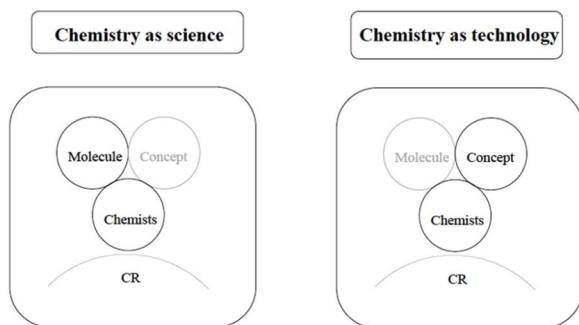 Chemistry as science
Chemistry as technology
Molecule
Concept
Chemists
CR
Molecule
Concept
Chemists
CR